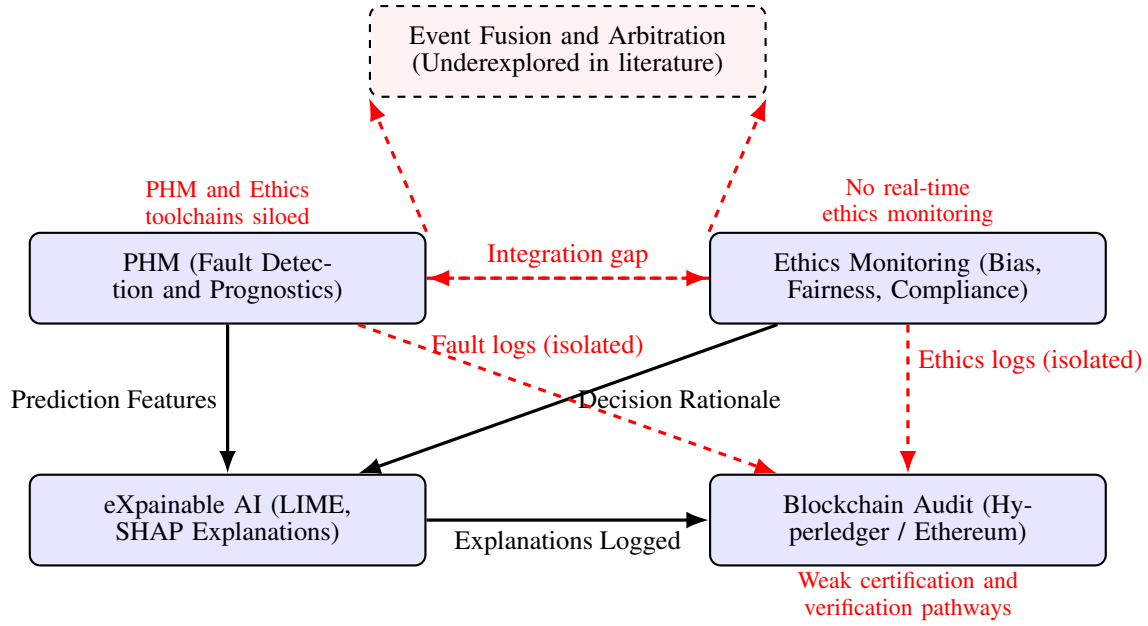 Event Fusion and Arbitration
(Underexplored in literature)
PHM and Ethics
toolchains siloed
No real-time
ethics monitoring
PHM (Fault Detec-
tion and Prognostics)
Integration gap
Ethics Monitoring (Bias,
Fairness, Compliance)
Fault logs (isolated)
Ethics logs (isolated)
Prediction Features
Decision Rationale
eXpainable AI (LIME,
SHAP Explanations)
Explanations Logged
Blockchain Audit (Hy-
perledger / Ethereum)
Weak certification and
verification pathways